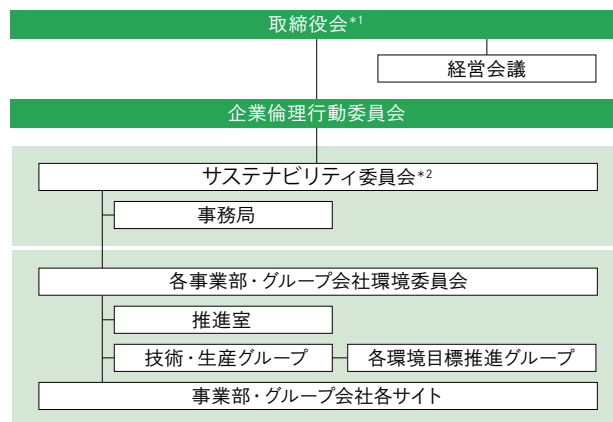 取締役会*1
経営会議
企業倫理行動委員会
サステナビリティ委員会*2
事務局
各事業部・グループ会社環境委員会
推進室
技術・生産グループ
各環境目標推進グループ
事業部・グループ会社各サイト